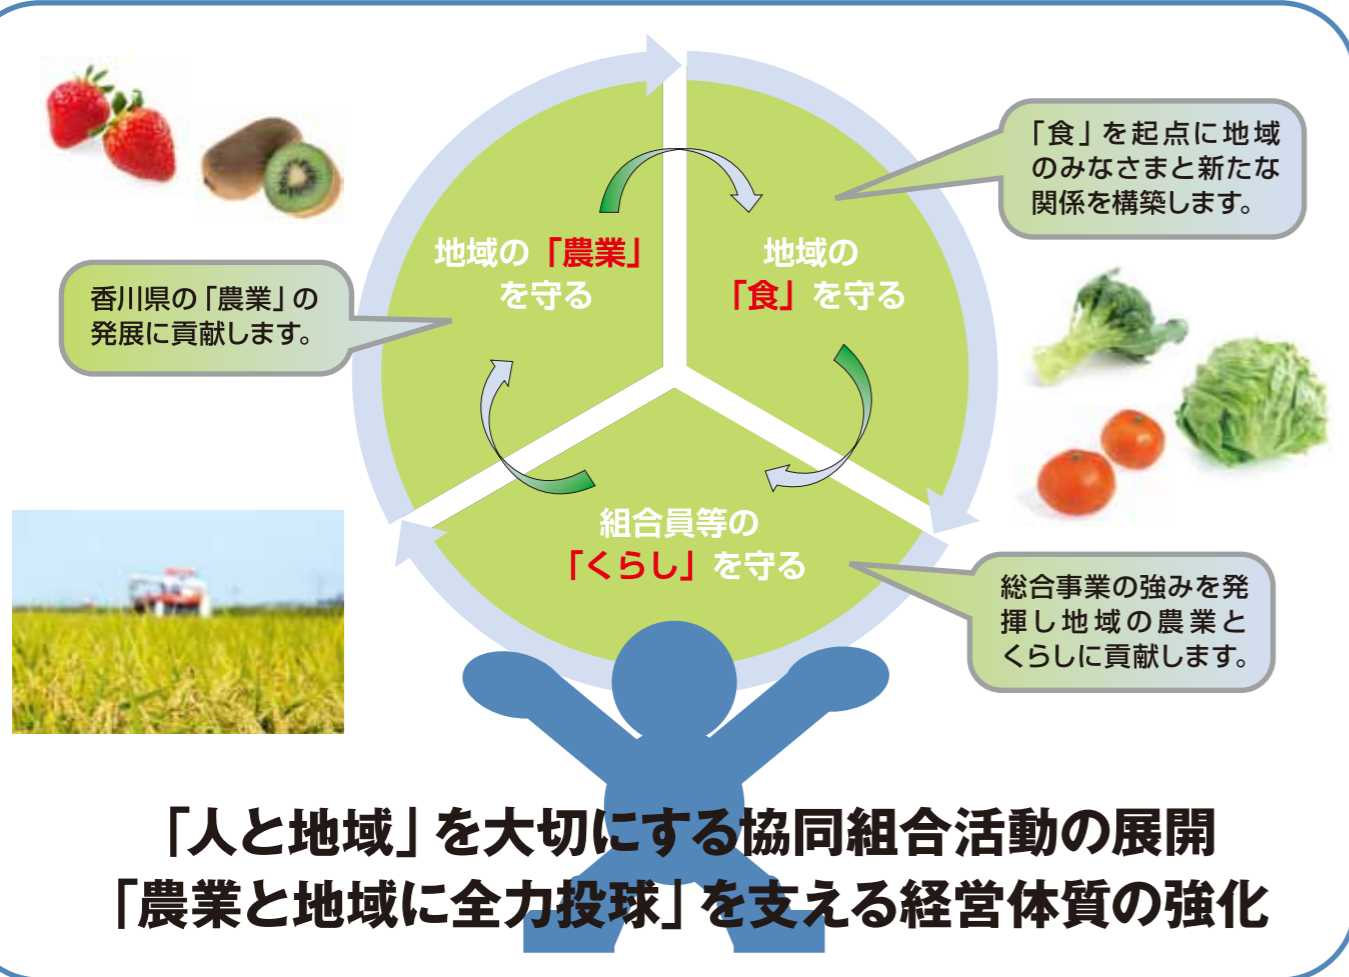 「食」を起点に地域
のみなさまと新たな
関係を構築します。
地域の「農業」
を守る
地域の
「食」を守る
香川県の「農業」の
発展に貢献します。
組合員等の
「くらし」を守る
総合事業の強みを発
揮し地域の農業と
くらしに貢献します。
「人と地域」を大切にする協同組合活動の展開
「農業と地域に全力投球」を支える経営体質の強化